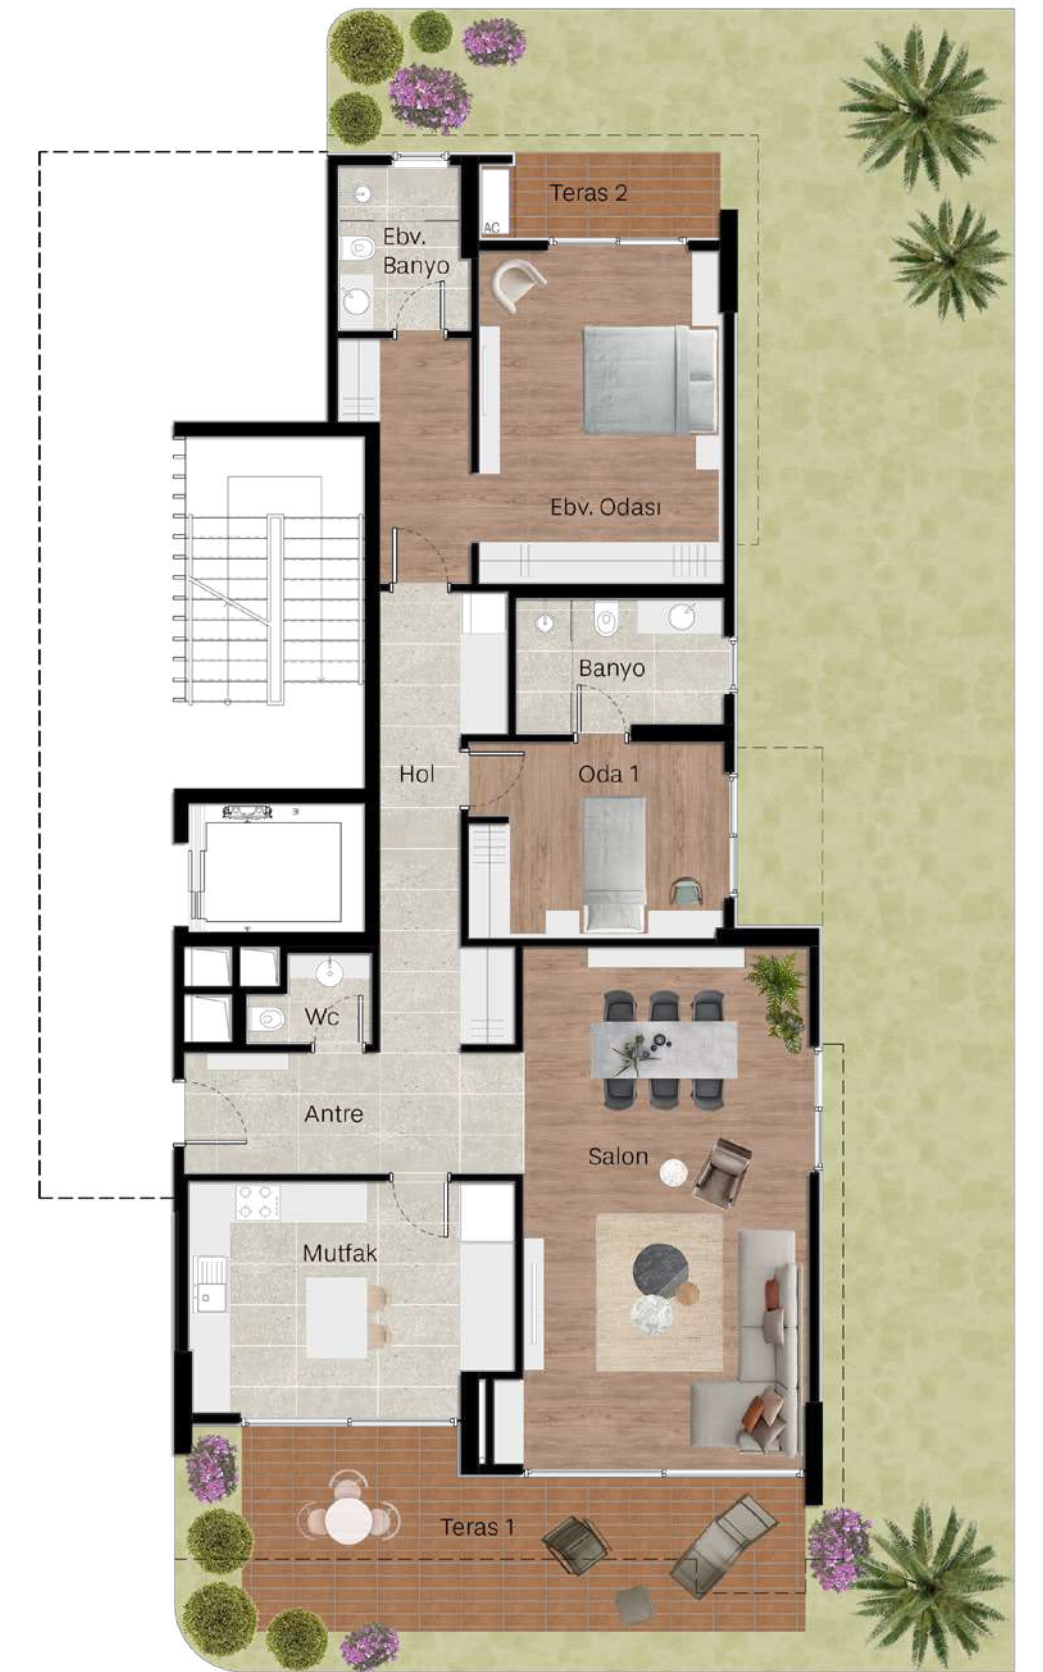 Teras 2
AC
Ebv.
Banyo
Ebv. Odası
Banyo
Hol
Oda 1
Wc
Antre
Salon
Mutfak
Teras 1